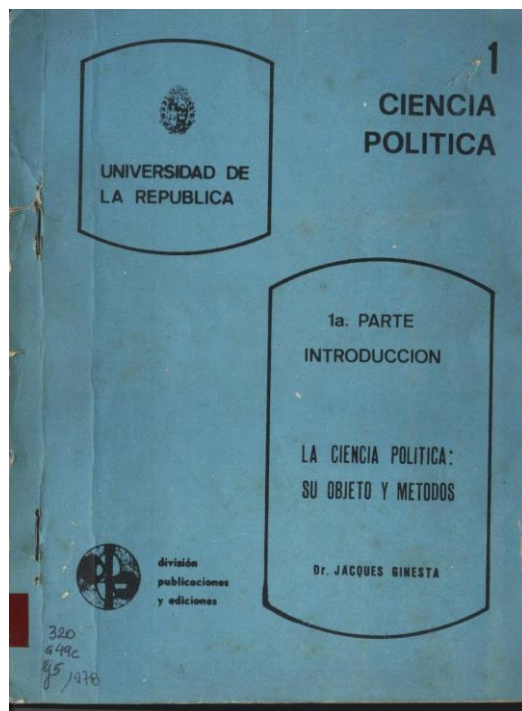 1
CIENCIA
POLITICA
UNIVERSIDAD DE
LA REPUBLICA
1a. PARTE
INTRODUCCION
LA CIENCIA POLITICA:
SU OBJETO Y METODOS
Dr. JACQUES GINESTA
división
publicaciones
y ediciones
320
G49c